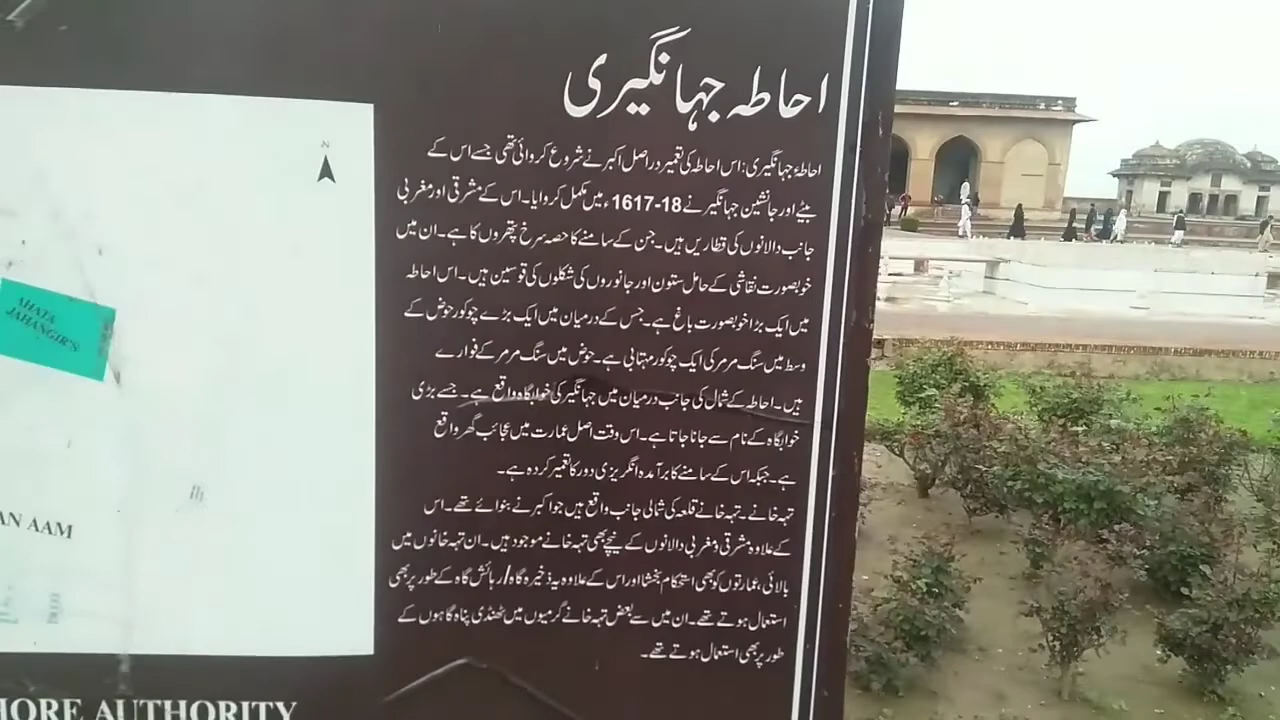 احاطہ جہانگیری
احاطۂ جہانگیری: اس احاطہ کی تعمیر دراصل اکبر نے شروع کروائی تھی جسے اس کے
بیٹے اور جانشین جہانگیر نے 18-1617ء میں مکمل کروایا۔ اس کے مشرقی اور مغربی
جانب دالانوں کی قطاریں ہیں۔ جن کے سامنے کا حصہ سرخ پتھروں کا ہے۔ ان میں
خوبصورت نقاشی کے حامل ستون اور جانوروں کی شکلوں کی قوسین ہیں۔ اس احاطہ
میں ایک بڑا خوبصورت باغ ہے۔ جس کے درمیان میں ایک بڑے چوکور حوض کے
وسط میں سنگ مرمر کی ایک چوکور مہتابی ہے۔ حوض میں سنگ مرمر کے فوارے
ہیں۔ احاطہ کے شمال کی جانب درمیان میں جہانگیر کی خوابگاہ واقع ہے۔ جسے بڑی
خوابگاہ کے نام سے جانا جاتا ہے۔ اس وقت اصل عمارت میں عجائب گھر واقع
ہے۔ جبکہ اس کے سامنے کا برآمدہ انگریزی دور کا تعمیر کردہ ہے۔
تہہ خانے۔ تہہ خانے قلعہ کی شمالی جانب واقع ہیں جو اکبر نے بنوائے تھے۔ اس
کے علاوہ مشرقی و مغربی دالانوں کے نیچے بھی تہہ خانے موجود ہیں۔ ان تہہ خانوں میں
بالائی عمارتوں کو بھی استحکام بخشا اور اس کے علاوہ یہ ذخیرہ گاہ/رہائش گاہ کے طور پر بھی
استعمال ہوتے تھے۔ ان میں سے بعض تہہ خانے گرمیوں میں ٹھنڈی پناہ گاہوں کے
طور پر بھی استعمال ہوتے تھے۔
N
AHATA
JAHANGIR'S
AN AAM
HORE AUTHORITY